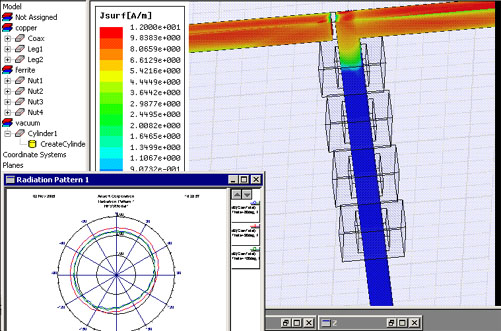 Model
Not Assigned
copper
Coax
Leg1
Leg2
ferrite
Nut1
Nut2
Nut3
Nut4
vacuum
Cylinder1
CreateCylinde
Coordinate Systems
Planes
Jsurf[A/m]
1.2000e+001
9.8383e+000
8.0659e+000
6.6129e+000
5.4216e+000
4.4449e+000
3.6442e+000
2.9877e+000
2.4495e+000
2.0082e+000
1.6465e+000
1.3499e+000
1.1067e+000
9.0732e-001
Radiation Pattern 1
Ansoft Corporation
Radiation Pattern 1